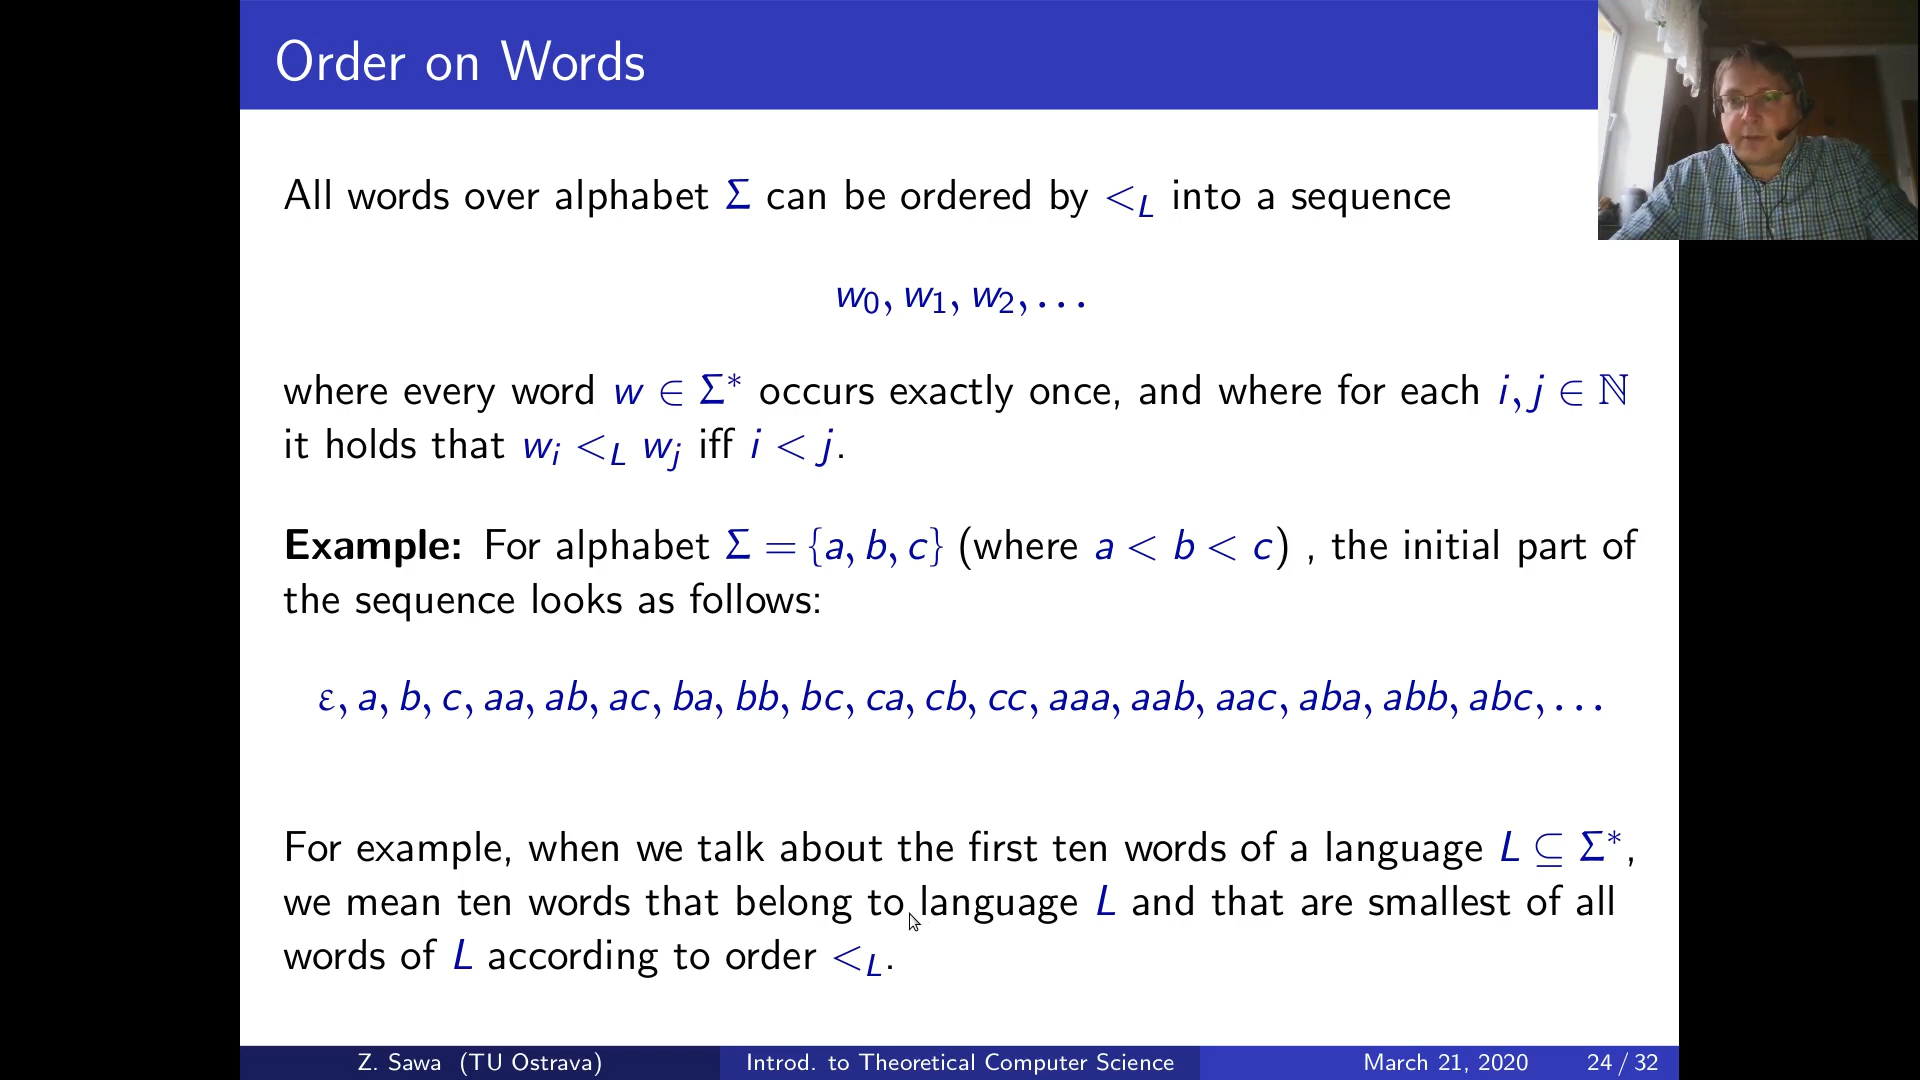 Order on Words
All words over alphabet Σ can be ordered by <_L into a sequence
w_0, w_1, w_2, . . .
where every word w ∈ Σ* occurs exactly once, and where for each i, j ∈ ℕ
it holds that w_i <_L w_j iff i < j.
Example: For alphabet Σ = {a, b, c} (where a < b < c) , the initial part of
the sequence looks as follows:
ε, a, b, c, aa, ab, ac, ba, bb, bc, ca, cb, cc, aaa, aab, aac, aba, abb, abc, . . .
For example, when we talk about the first ten words of a language L ⊆ Σ*,
we mean ten words that belong to language L and that are smallest of all
words of L according to order <_L.
Z. Sawa (TU Ostrava) Introd. to Theoretical Computer Science March 21, 2020 24 / 32